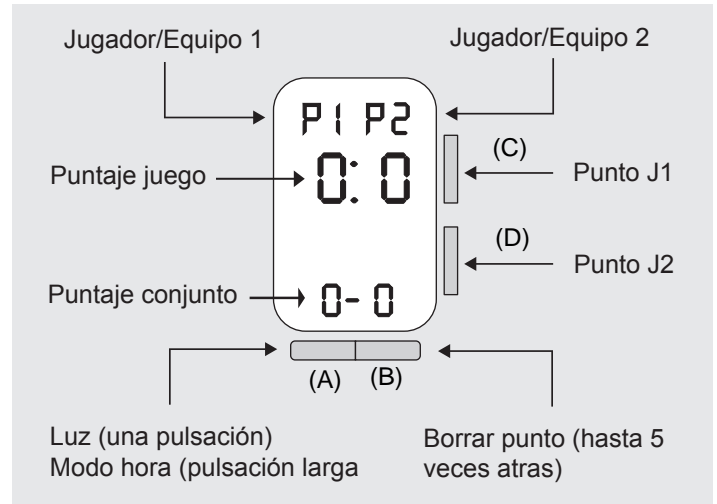 Jugador/Equipo 1
Jugador/Equipo 2
P1 P2
(C)
Puntaje juego
0:0
Punto J1
(D)
Punto J2
Puntaje conjunto
0-0
(A) (B)
Luz (una pulsación)
Modo hora (pulsación larga
Borrar punto (hasta 5
veces atras)